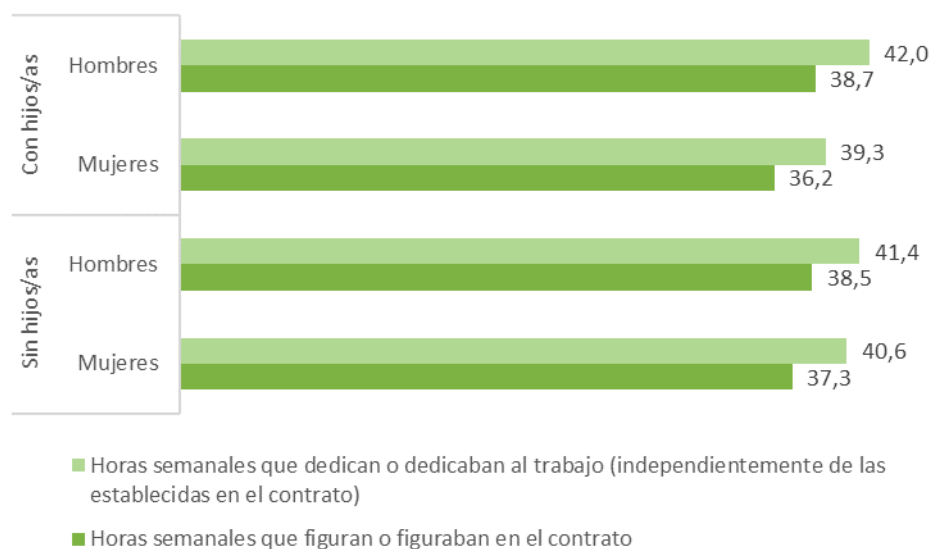 Con hijos/as
Hombres
42,0
38,7
Mujeres
39,3
36,2
Sin hijos/as
Hombres
41,4
38,5
Mujeres
40,6
37,3
Horas semanales que dedican o dedicaban al trabajo (independientemente de las
establecidas en el contrato)
Horas semanales que figuran o figuraban en el contrato